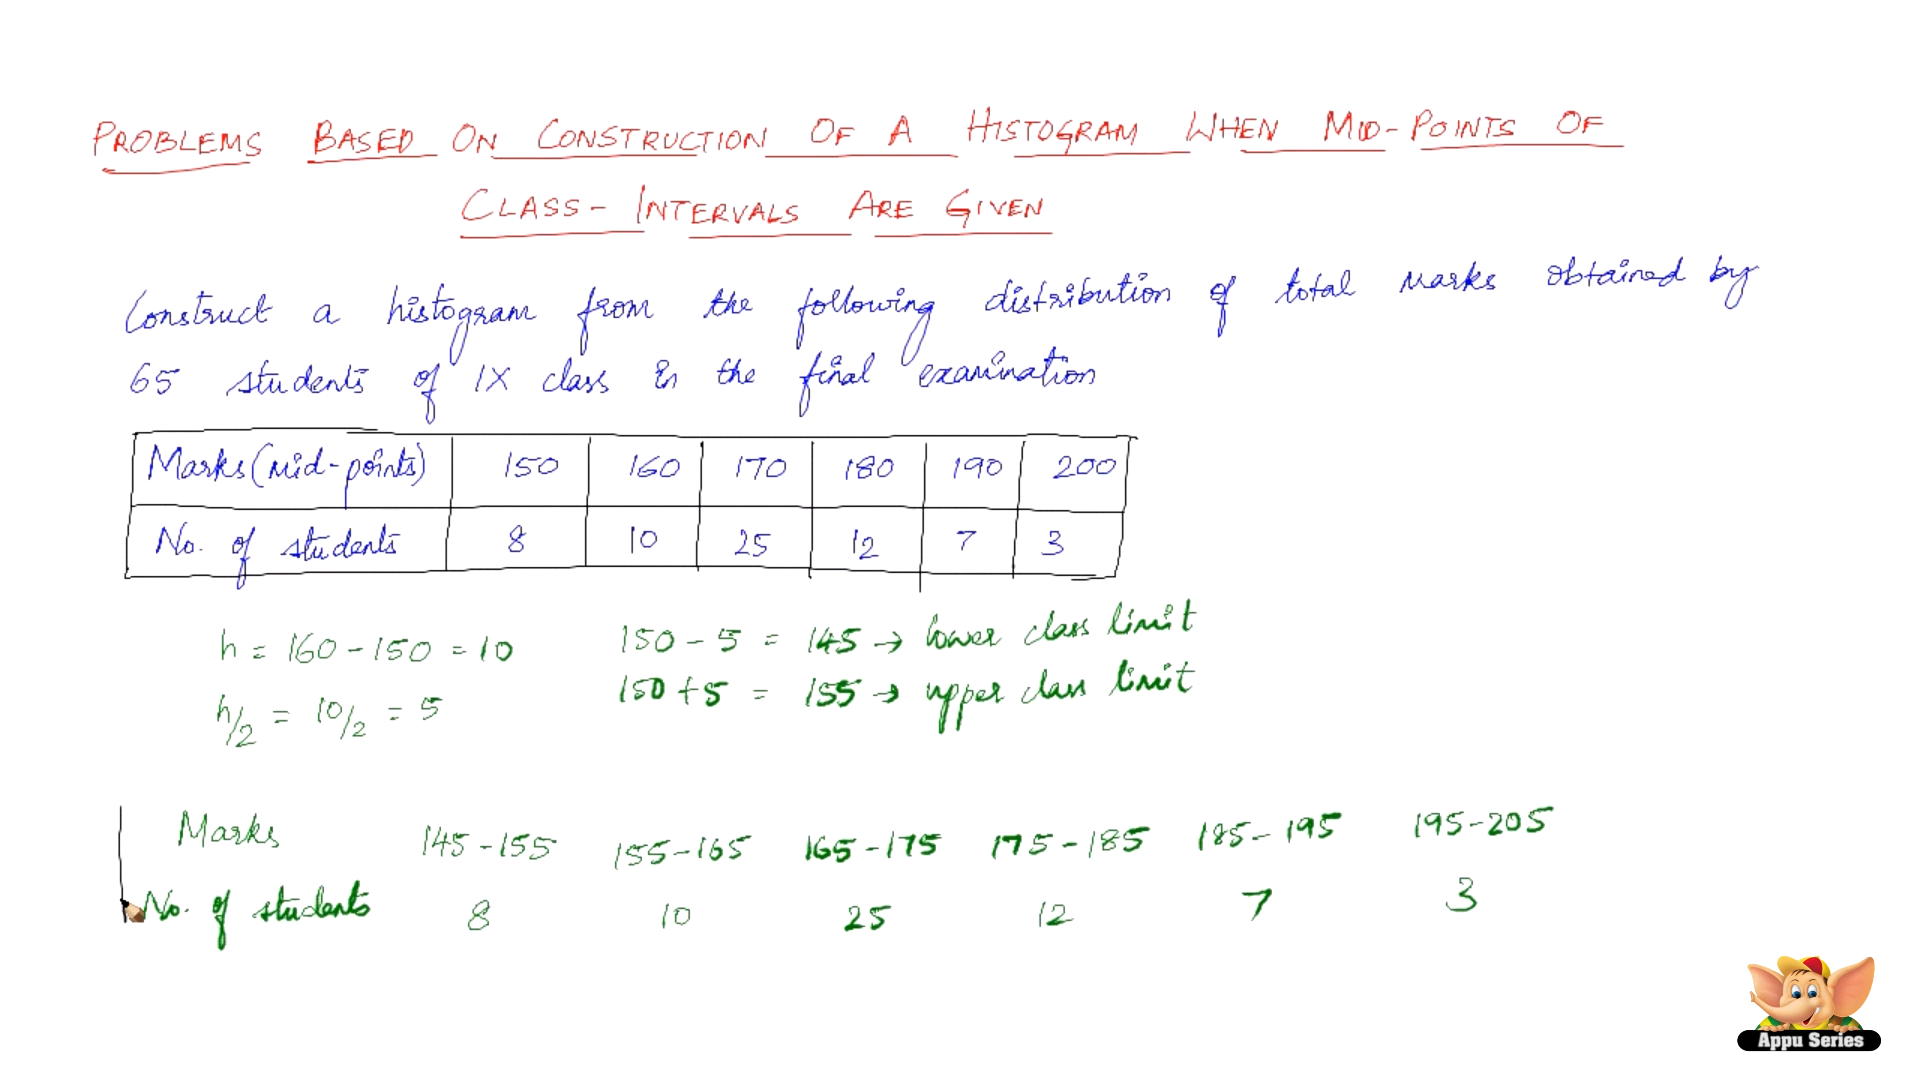 PROBLEMS BASED ON CONSTRUCTION OF A HISTOGRAM WHEN MID-POINTS OF
CLASS-INTERVALS ARE GIVEN
Construct a histogram from the following distribution of total marks obtained by
65 students of IX class in the final examination
Marks (mid-points) 150 160 170 180 190 200
No. of students 8 10 25 12 7 3
h = 160 - 150 = 10
150 - 5 = 145 → lower class limit
150 + 5 = 155 → upper class limit
h/2 = 10/2 = 5
Marks 145-155 155-165 165-175 175-185 185-195 195-205
No. of students 8 10 25 12 7 3
Appu Series